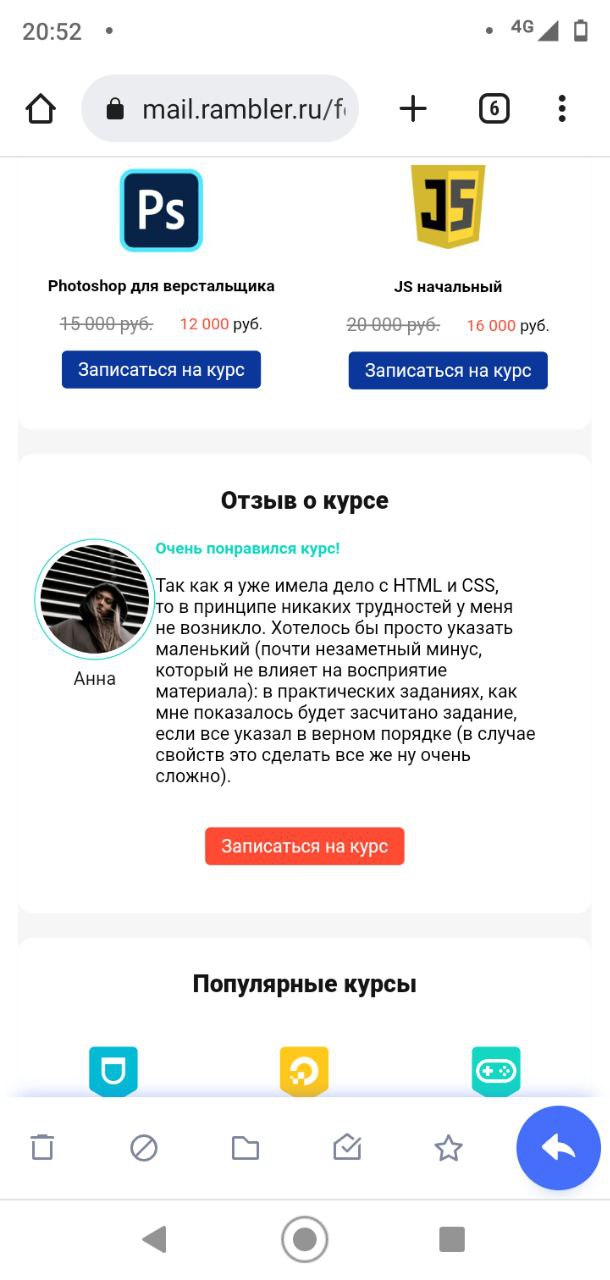 20:52
4G
mail.rambler.ru/f
6
Ps
JS
Photoshop для верстальщика
JS начальный
15 000 руб. 12 000 руб.
20 000 руб. 16 000 руб.
Записаться на курс
Записаться на курс
Отзыв о курсе
Очень понравился курс!
Так как я уже имела дело с HTML и CSS,
то в принципе никаких трудностей у меня
не возникло. Хотелось бы просто указать
маленький (почти незаметный минус,
который не влияет на восприятие
материала): в практических заданиях, как
мне показалось будет засчитано задание,
если все указал в верном порядке (в случае
свойств это сделать все же ну очень
сложно).
Анна
Записаться на курс
Популярные курсы